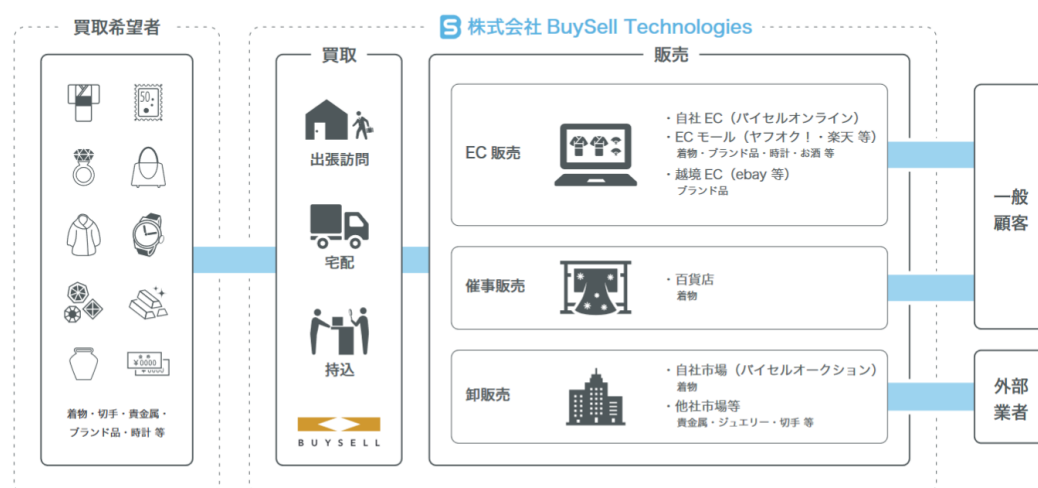 買取希望者
50
¥0000
¥0000
着物・切手・貴金属・
ブランド品・時計 等
S 株式会社 BuySell Technologies
買取
出張訪問
宅配
持込
BUYSELL
販売
EC 販売
・自社 EC（バイセルオンライン）
・EC モール（ヤフオク！・楽天 等）
着物・ブランド品・時計・お酒 等
・越境 EC（ebay 等）
ブランド品
催事販売
・百貨店
着物
卸販売
・自社市場（バイセルオークション）
着物
・他社市場等
貴金属・ジュエリー・切手 等
一般
顧客
外部
業者